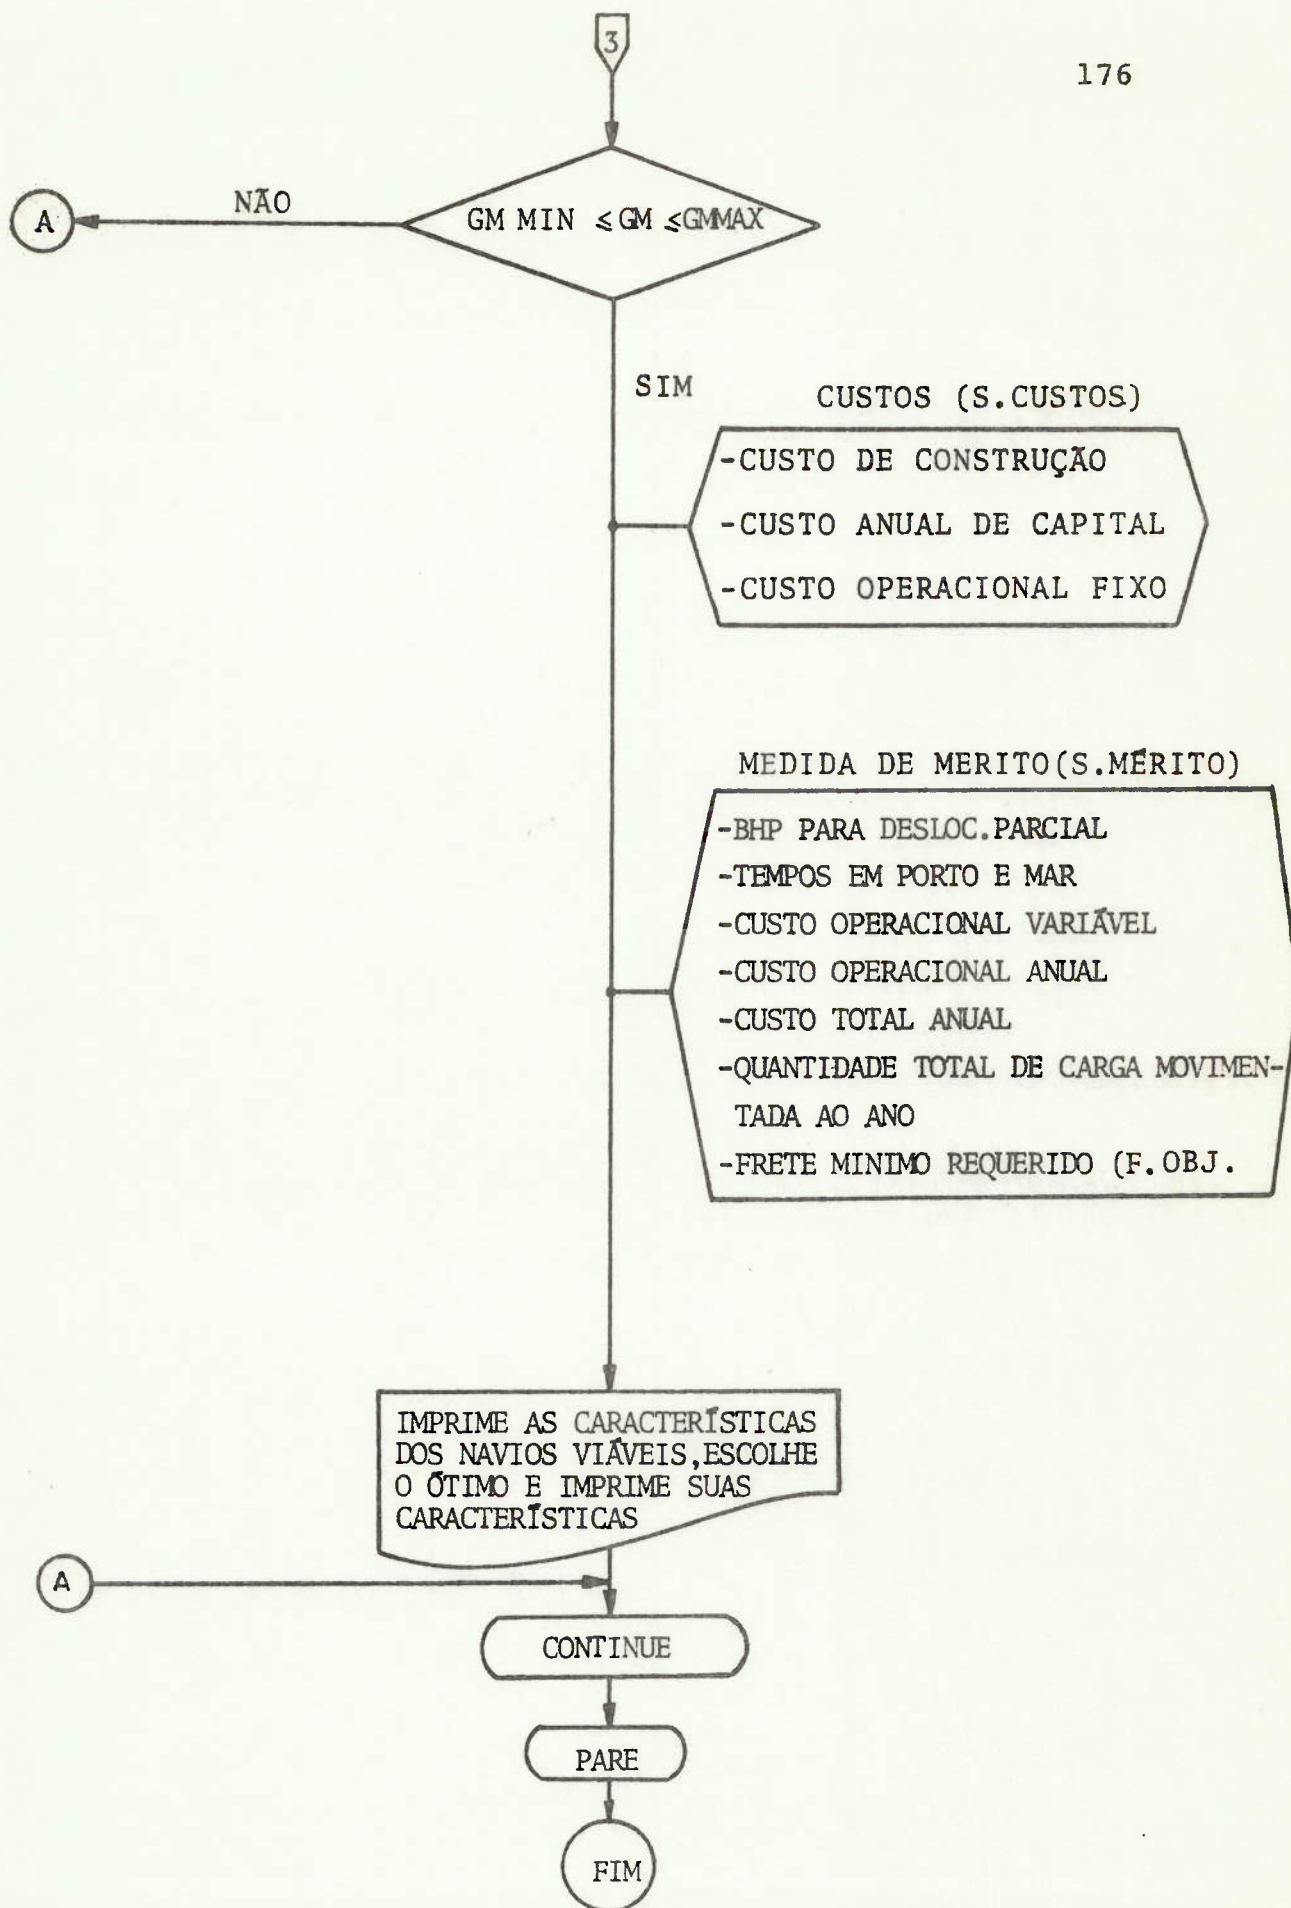 3
176
NÃO
A
GM MIN ≤ GM ≤ GMMAX
SIM
CUSTOS (S.CUSTOS)
-CUSTO DE CONSTRUÇÃO
-CUSTO ANUAL DE CAPITAL
-CUSTO OPERACIONAL FIXO
MEDIDA DE MERITO(S.MÉRITO)
-BHP PARA DESLOC.PARCIAL
-TEMPOS EM PORTO E MAR
-CUSTO OPERACIONAL VARIÁVEL
-CUSTO OPERACIONAL ANUAL
-CUSTO TOTAL ANUAL
-QUANTIDADE TOTAL DE CARGA MOVIMEN-
TADA AO ANO
-FRETE MINIMO REQUERIDO (F.OBJ.
IMPRIME AS CARACTERÍSTICAS
DOS NAVIOS VIÁVEIS,ESCOLHE
O ÓTIMO E IMPRIME SUAS
CARACTERÍSTICAS
A
CONTINUE
PARE
FIM